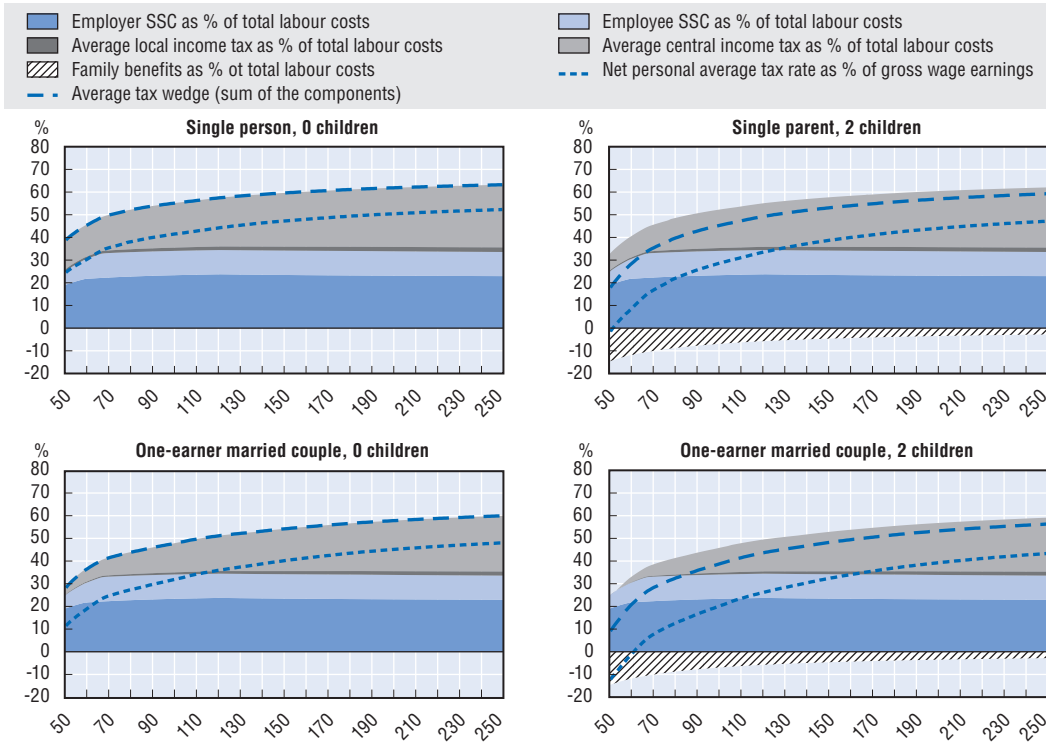 Employer SSC as % of total labour costs
Employee SSC as % of total labour costs
Average local income tax as % of total labour costs
Average central income tax as % of total labour costs
Family benefits as % ot total labour costs
Net personal average tax rate as % of gross wage earnings
Average tax wedge (sum of the components)
% Single person, 0 children
80
70
60
50
40
30
20
10
0
-10
-20
50 70 90 110 130 150 170 190 210 230 250
% Single parent, 2 children
80
70
60
50
40
30
20
10
0
-10
-20
50 70 90 110 130 150 170 190 210 230 250
% One-earner married couple, 0 children
80
70
60
50
40
30
20
10
0
-10
-20
50 70 90 110 130 150 170 190 210 230 250
% One-earner married couple, 2 children
80
70
60
50
40
30
20
10
0
-10
-20
50 70 90 110 130 150 170 190 210 230 250